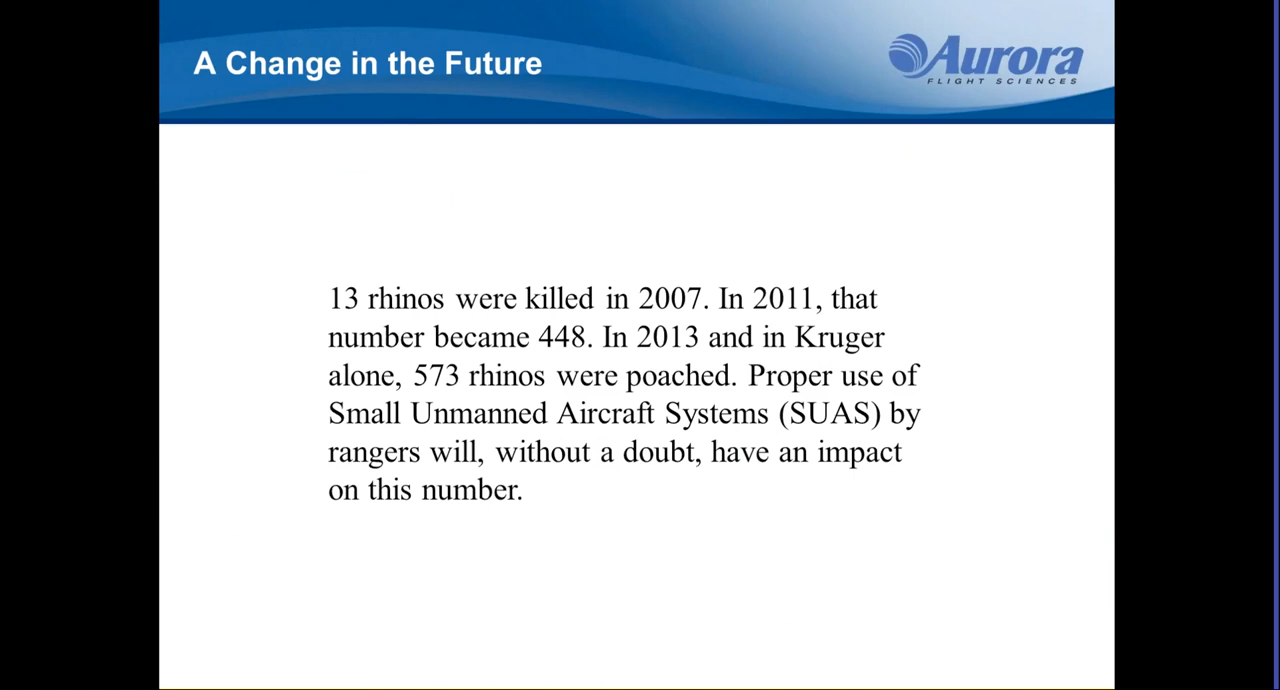 A Change in the Future
Aurora
FLIGHT SCIENCES
13 rhinos were killed in 2007. In 2011, that
number became 448. In 2013 and in Kruger
alone, 573 rhinos were poached. Proper use of
Small Unmanned Aircraft Systems (SUAS) by
rangers will, without a doubt, have an impact
on this number.